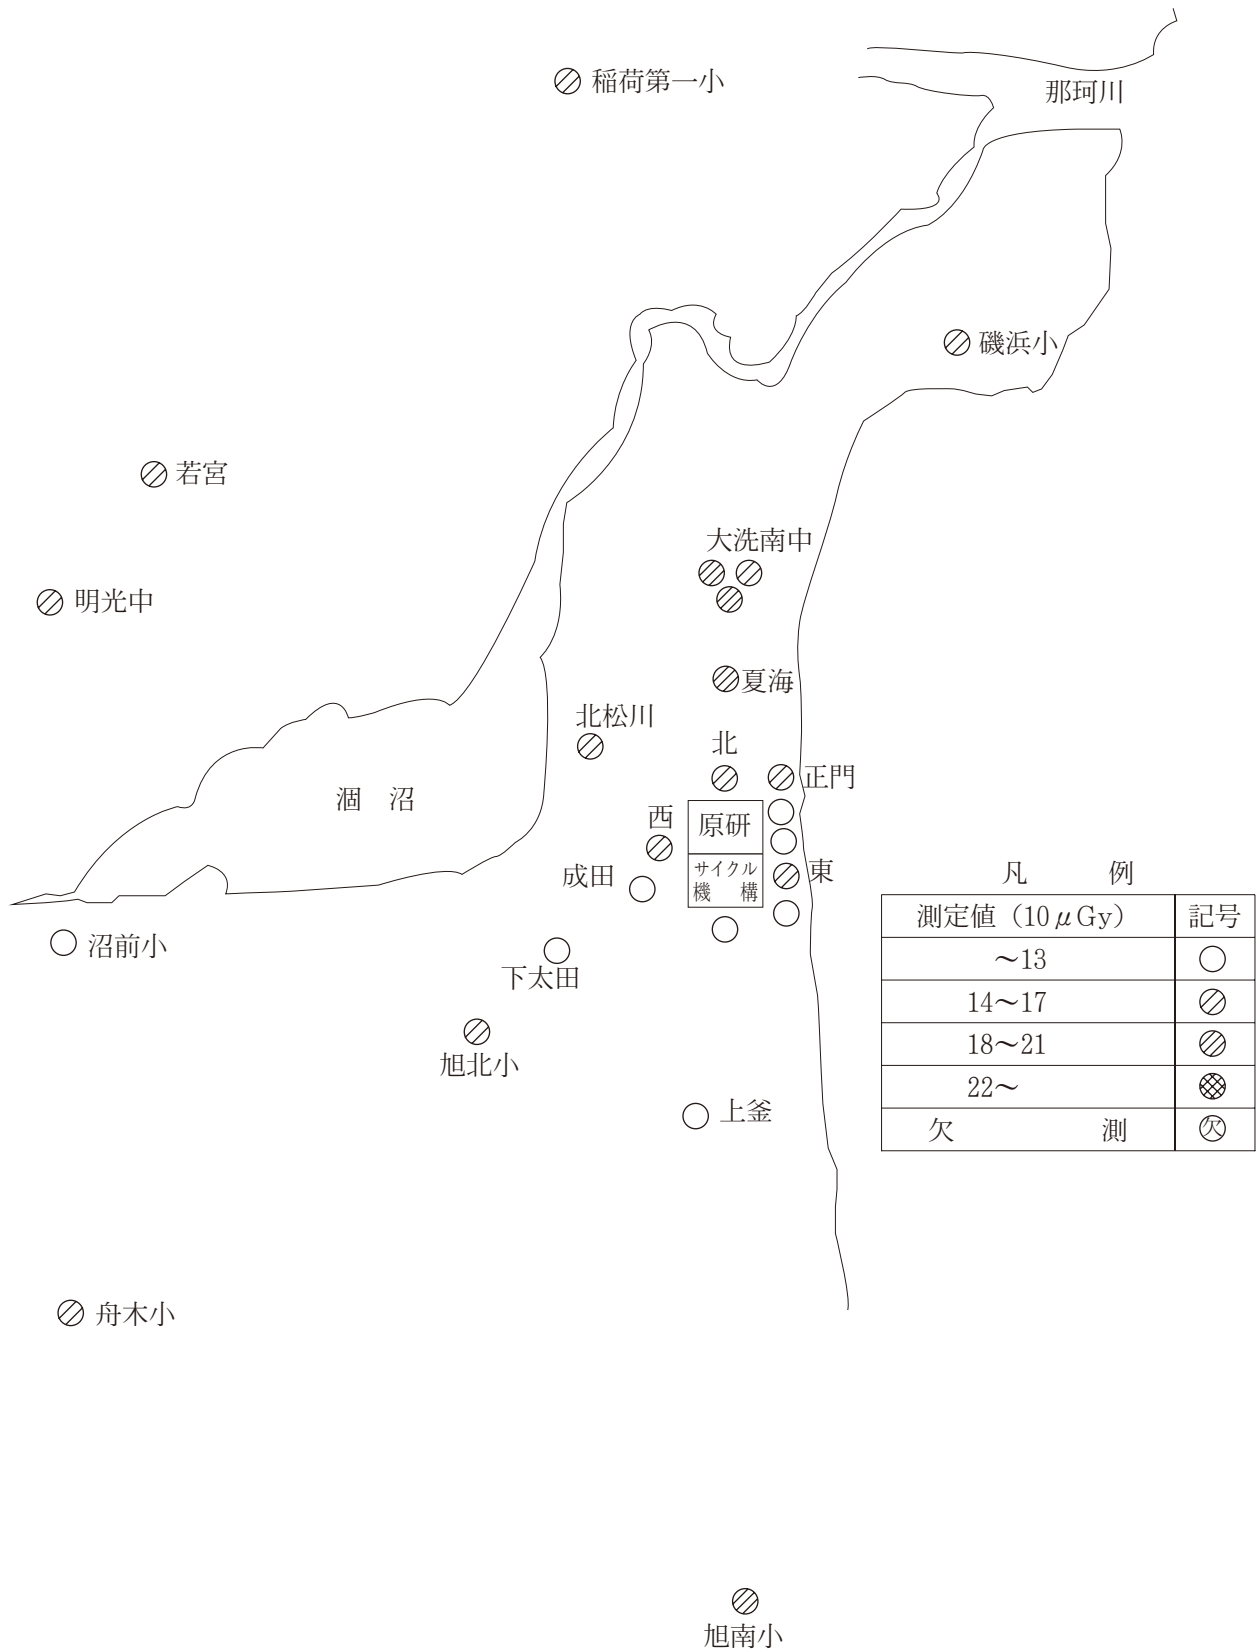 稲荷第一小
那珂川
磯浜小
若宮
大洗南中
明光中
夏海
北松川
北
正門
涸 沼
西
原研
サイクル
機 構
東
成田
沼前小
下太田
旭北小
上釜
凡 例
測定値（10μGy） 記号
～13
14～17
18～21
22～
欠 測 欠
舟木小
旭南小